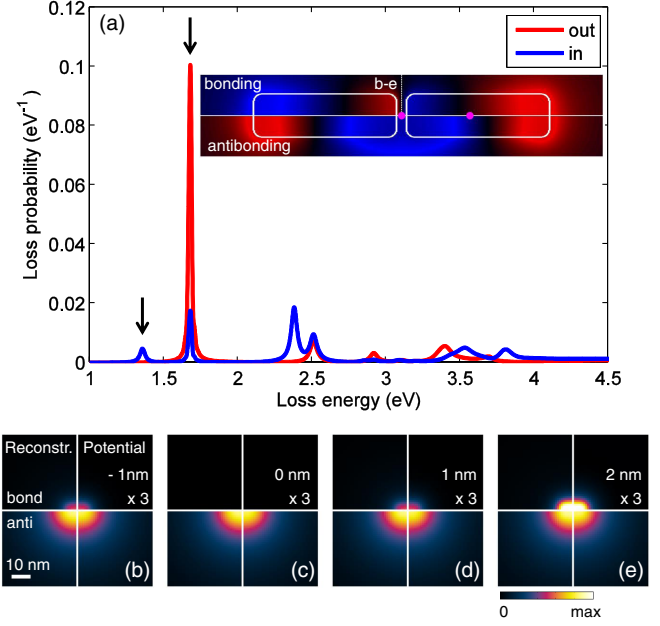 0.12
0.1
0.08
0.06
0.04
0.02
0
Loss probability (eV⁻¹)
(a)
out
in
bonding
b-e
antibonding
1
1.5
2
2.5
3
3.5
4
4.5
Loss energy (eV)
Reconstr.
Potential
- 1nm
x 3
bond
anti
10 nm
(b)
0 nm
x 3
(c)
1 nm
x 3
(d)
2 nm
x 3
(e)
0
max